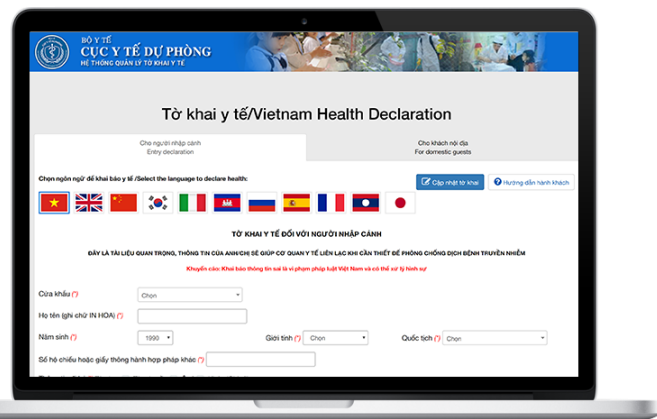 BỘ Y TẾ
CỤC Y TẾ DỰ PHÒNG
HỆ THỐNG QUẢN LÝ TỜ KHAI Y TẾ
Tờ khai y tế/Vietnam Health Declaration
Cho người nhập cảnh
Entry declaration
Cho khách nội địa
For domestic guests
Chọn ngôn ngữ để khai báo y tế /Select the language to declare health:
Cập nhật tờ khai
Hướng dẫn hành khách
TỜ KHAI Y TẾ ĐỐI VỚI NGƯỜI NHẬP CẢNH
ĐÂY LÀ TÀI LIỆU QUAN TRỌNG, THÔNG TIN CỦA ANH/CHỊ SẼ GIÚP CƠ QUAN Y TẾ LIÊN LẠC KHI CẦN THIẾT ĐỂ PHÒNG CHỐNG DỊCH BỆNH TRUYỀN NHIỄM
Khuyến cáo: Khai báo thông tin sai là vi phạm pháp luật Việt Nam và có thể xử lý hình sự
Cửa khẩu (*) Chọn
Họ tên (ghi chữ IN HOA) (*)
Năm sinh (*) 1990 Giới tính (*) Chọn Quốc tịch (*) Chọn
Số hộ chiếu hoặc giấy thông hành hợp pháp khác (*)